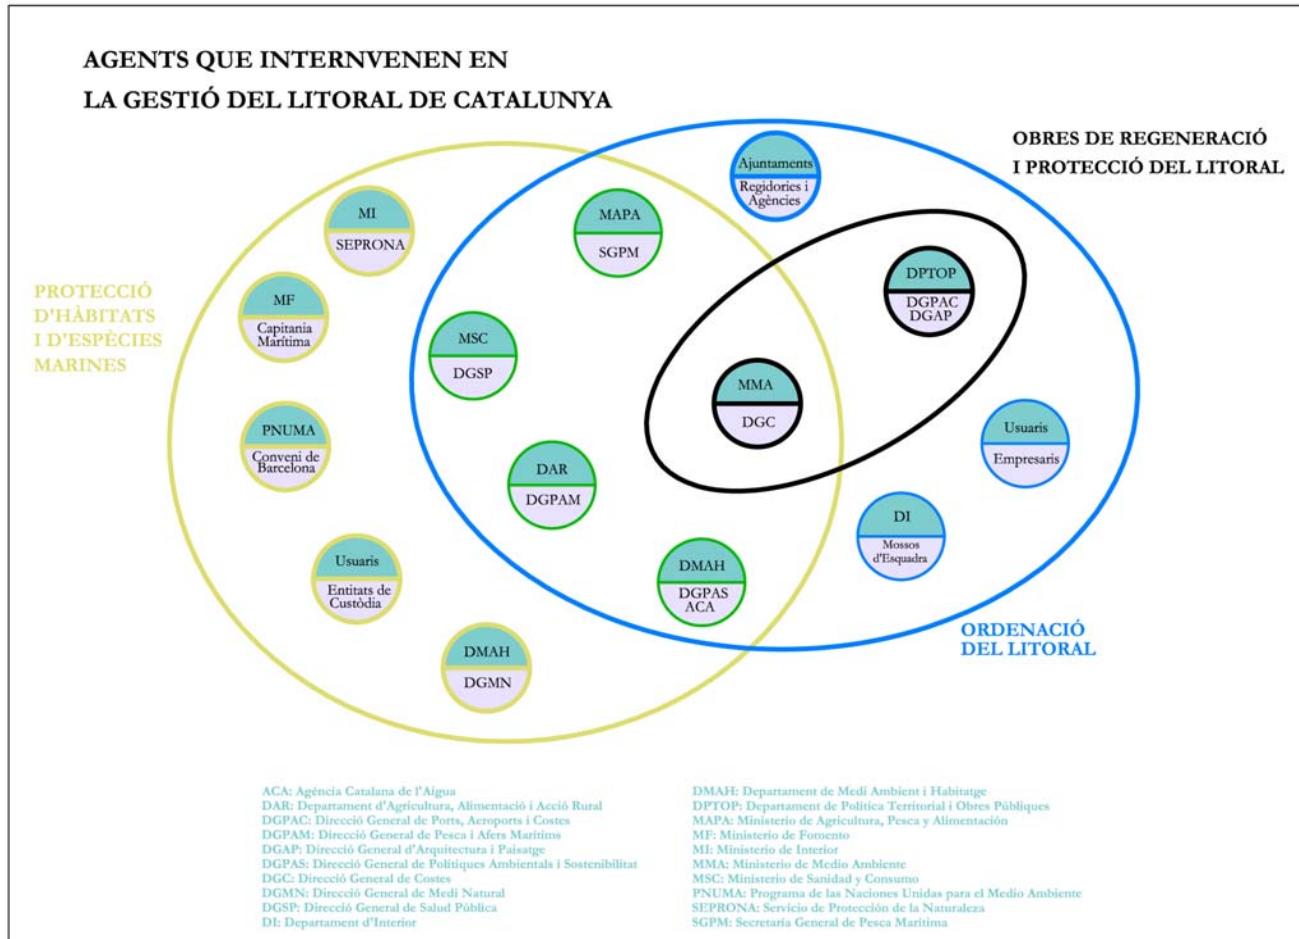 AGENTS QUE INTERNVENEN EN
LA GESTIÓ DEL LITORAL DE CATALUNYA
OBRES DE REGENERACIÓ
I PROTECCIÓ DEL LITORAL
PROTECCIÓ
D'HÀBITATS
I D'ESPÈCIES
MARINES
Ajuntaments
Regidories i
Agències
MI
SEPRONA
MAPA
SGPM
DPTOP
DGPAC
DGAP
MF
Capitania
Marítima
MSC
DGSP
MMA
DGC
PNUMA
Conveni de
Barcelona
Usuaris
Empresaris
DAR
DGPAM
DI
Mossos
d'Esquadra
Usuaris
Entitats de
Custòdia
DMAH
DGPAS
ACA
DMAH
DGMN
ORDENACIÓ
DEL LITORAL
ACA: Agència Catalana de l'Aigua
DAR: Departament d'Agricultura, Alimentació i Acció Rural
DGPAC: Direcció General de Ports, Aeroports i Costes
DGPAM: Direcció General de Pesca i Afers Marítims
DGAP: Direcció General d'Arquitectura i Paisatge
DGPAS: Direcció General de Polítiques Ambientals i Sostenibilitat
DGC: Direcció General de Costes
DGMN: Direcció General de Medi Natural
DGSP: Direcció General de Salud Pública
DI: Departament d'Interior
DMAH: Departament de Medi Ambient i Habitatge
DPTOP: Departament de Política Territorial i Obres Públiques
MAPA: Ministerio de Agricultura, Pesca y Alimentación
MF: Ministerio de Fomento
MI: Ministerio de Interior
MMA: Ministerio de Medio Ambiente
MSC: Ministerio de Sanidad y Consumo
PNUMA: Programa de las Naciones Unidas para el Medio Ambiente
SEPRONA: Servicio de Protección de la Naturaleza
SGPM: Secretaría General de Pesca Marítima